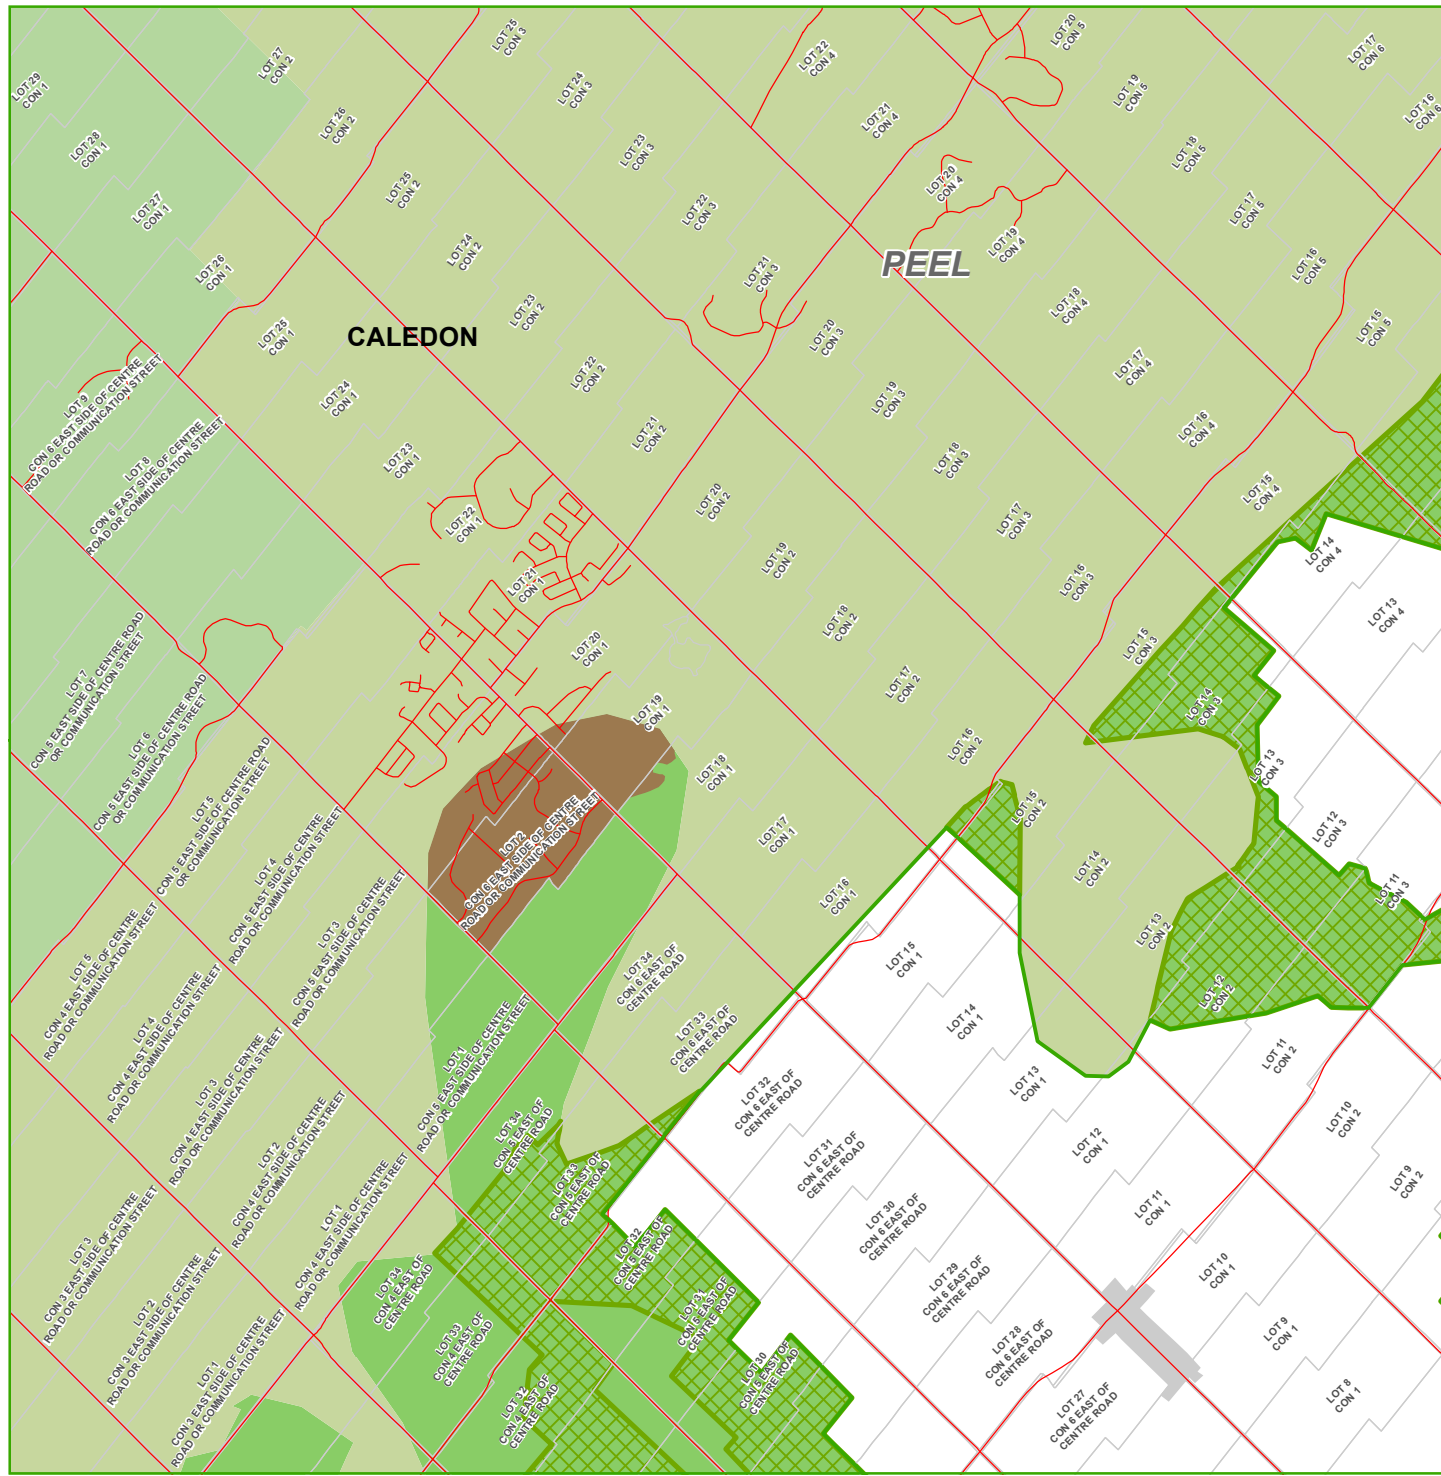 LOT 25
CON 3
LOT 20
CON 5
LOT 22
CON 4
LOT 17
CON 6
LOT 27
CON 2
LOT 29
CON 1
LOT 24
CON 3
LOT 19
CON 5
LOT 16
CON 6
LOT 26
CON 2
LOT 21
CON 4
LOT 28
CON 1
LOT 23
CON 3
LOT 18
CON 5
LOT 25
CON 2
LOT 20
CON 4
LOT 27
CON 1
LOT 22
CON 3
LOT 17
CON 5
LOT 24
CON 2
LOT 19
CON 4
PEEL
LOT 26
CON 1
LOT 21
CON 3
LOT 16
CON 5
LOT 23
CON 2
LOT 18
CON 4
LOT 25
CON 1
CALEDON
LOT 20
CON 3
LOT 15
CON 5
LOT 22
CON 2
LOT 17
CON 4
LOT 24
CON 1
LOT 19
CON 3
LOT 9
CON 6 EAST SIDE OF CENTRE
ROAD OR COMMUNICATION STREET
LOT 21
CON 2
LOT 16
CON 4
LOT 23
CON 1
LOT 18
CON 3
LOT 8
CON 6 EAST SIDE OF CENTRE
ROAD OR COMMUNICATION STREET
LOT 20
CON 2
LOT 15
CON 4
LOT 22
CON 1
LOT 17
CON 3
LOT 14
CON 4
LOT 19
CON 2
LOT 21
CON 1
LOT 16
CON 3
LOT 13
CON 4
LOT 18
CON 2
LOT 20
CON 1
LOT 15
CON 3
LOT 7
CON 5 EAST SIDE OF CENTRE ROAD
OR COMMUNICATION STREET
LOT 17
CON 2
LOT 19
CON 1
LOT 14
CON 3
LOT 6
CON 5 EAST SIDE OF CENTRE ROAD
OR COMMUNICATION STREET
LOT 16
CON 2
LOT 18
CON 1
LOT 13
CON 3
LOT 5
CON 5 EAST SIDE OF CENTRE ROAD
OR COMMUNICATION STREET
LOT 15
CON 2
LOT 17
CON 1
LOT 12
CON 3
LOT 2
CON 6 EAST SIDE OF CENTRE
ROAD OR COMMUNICATION STREET
LOT 4
CON 5 EAST SIDE OF CENTRE
ROAD OR COMMUNICATION STREET
LOT 14
CON 2
LOT 16
CON 1
LOT 11
CON 3
LOT 3
CON 5 EAST SIDE OF CENTRE
ROAD OR COMMUNICATION STREET
LOT 13
CON 2
LOT 15
CON 1
LOT 5
CON 4 EAST SIDE OF CENTRE
ROAD OR COMMUNICATION STREET
LOT 34
CON 6 EAST OF
CENTRE ROAD
LOT 12
CON 2
LOT 14
CON 1
LOT 4
CON 4 EAST SIDE OF CENTRE
ROAD OR COMMUNICATION STREET
LOT 33
CON 6 EAST OF
CENTRE ROAD
LOT 11
CON 2
LOT 1
CON 5 EAST SIDE OF CENTRE
ROAD OR COMMUNICATION STREET
LOT 13
CON 1
LOT 3
CON 4 EAST SIDE OF CENTRE
ROAD OR COMMUNICATION STREET
LOT 32
CON 6 EAST OF
CENTRE ROAD
LOT 10
CON 2
LOT 34
CON 5 EAST OF
CENTRE ROAD
LOT 12
CON 1
LOT 2
CON 4 EAST SIDE OF CENTRE
ROAD OR COMMUNICATION STREET
LOT 31
CON 6 EAST OF
CENTRE ROAD
LOT 9
CON 2
LOT 33
CON 5 EAST OF
CENTRE ROAD
LOT 11
CON 1
LOT 1
CON 4 EAST SIDE OF CENTRE
ROAD OR COMMUNICATION STREET
LOT 30
CON 6 EAST OF
CENTRE ROAD
LOT 3
CON 3 EAST SIDE OF CENTRE
ROAD OR COMMUNICATION STREET
LOT 32
CON 5 EAST OF
CENTRE ROAD
LOT 10
CON 1
LOT 34
CON 4 EAST OF
CENTRE ROAD
LOT 29
CON 6 EAST OF
CENTRE ROAD
LOT 2
CON 3 EAST SIDE OF CENTRE
ROAD OR COMMUNICATION STREET
LOT 31
CON 5 EAST OF
CENTRE ROAD
LOT 9
CON 1
LOT 33
CON 4 EAST OF
CENTRE ROAD
LOT 28
CON 6 EAST OF
CENTRE ROAD
LOT 1
CON 3 EAST SIDE OF CENTRE
ROAD OR COMMUNICATION STREET
LOT 30
CON 5 EAST OF
CENTRE ROAD
LOT 8
CON 1
LOT 32
CON 4 EAST OF
CENTRE ROAD
LOT 27
CON 6 EAST OF
CENTRE ROAD